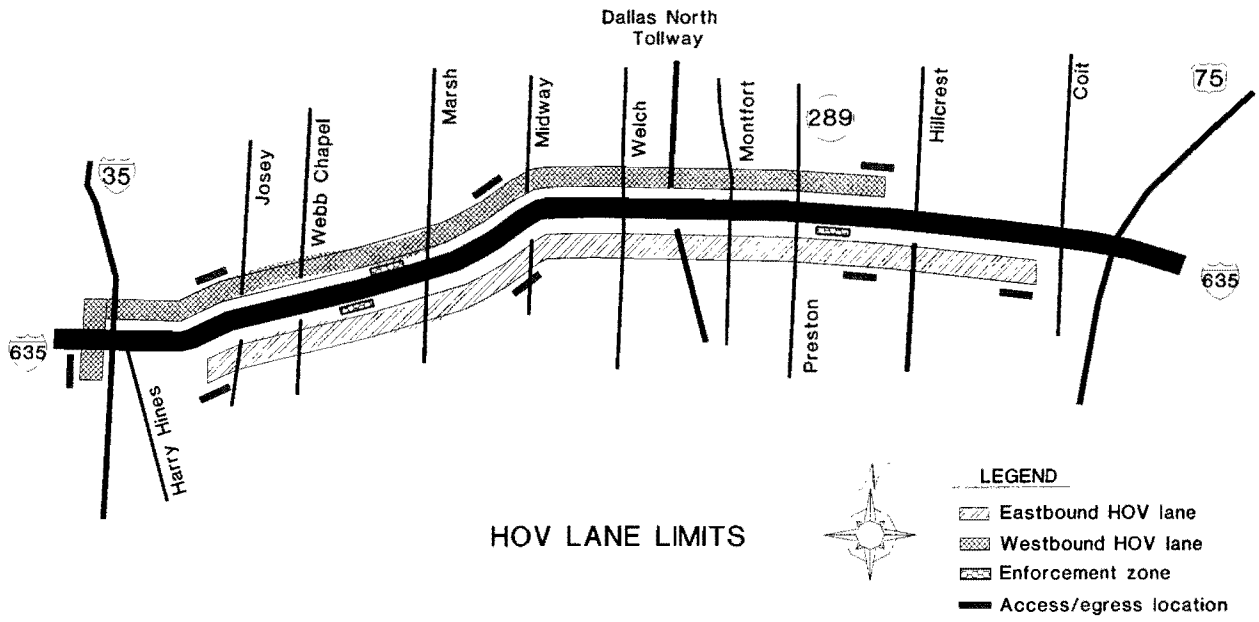 Dallas North
Tollway
35
Josey
Webb Chapel
Marsh
Midway
Welch
Montfort
289
Hillcrest
Coit
75
635
Harry Hines
Preston
635
HOV LANE LIMITS
LEGEND
Eastbound HOV lane
Westbound HOV lane
Enforcement zone
Access/egress location